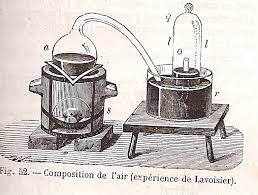 a
q
l
l
o
r
s
Fig. 52. — Composition de l'air (expérience de Lavoisier).